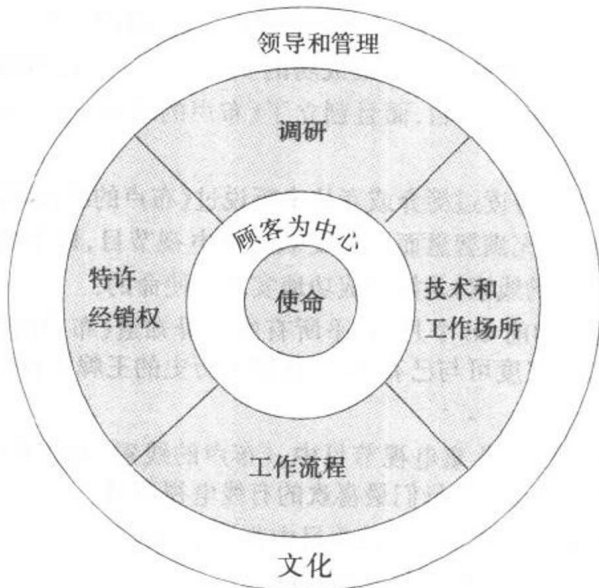 领导和管理
调研
顾客为中心
使命
特许
经销权
技术和
工作场所
工作流程
文化